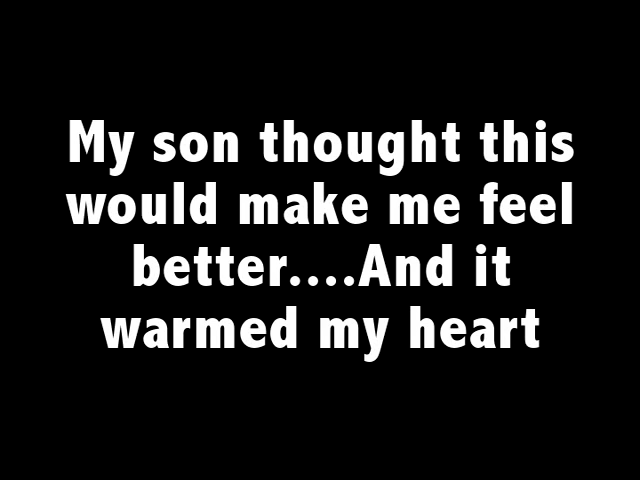 My son thought this
would make me feel
better....And it
warmed my heart